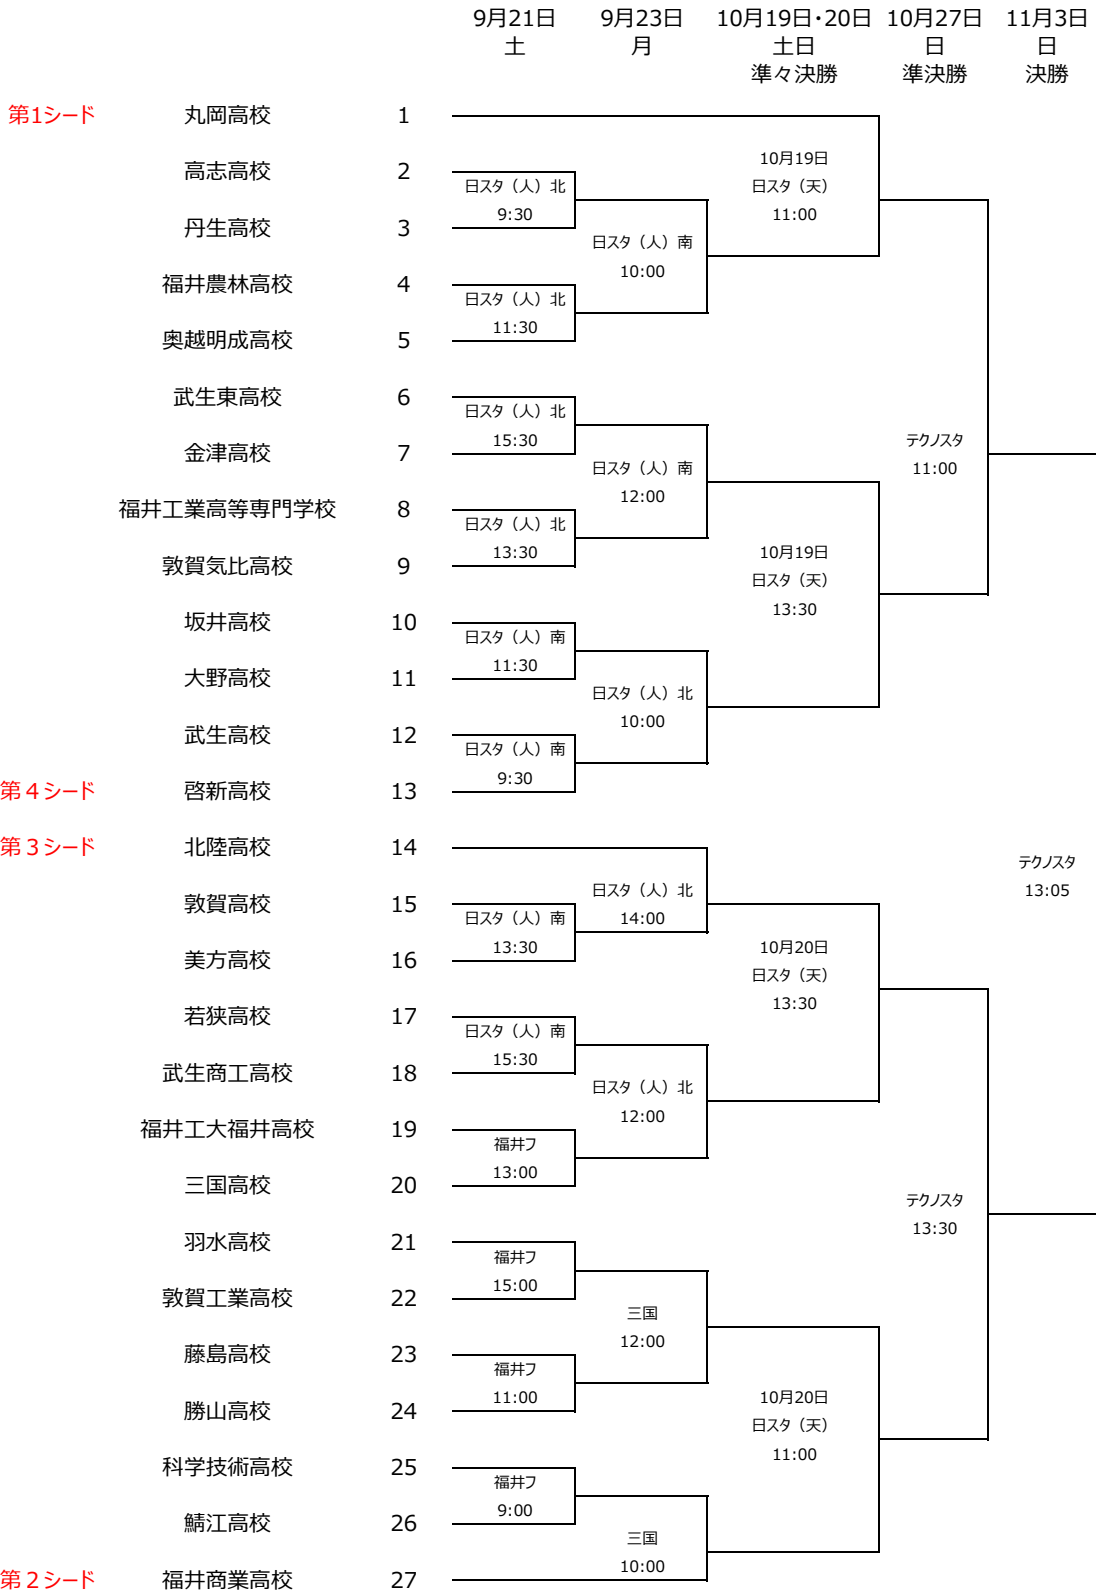 9月21日 9月23日 10月19日・20日 10月27日 11月3日
土 月 土日 日 日
準々決勝 準決勝 決勝
第1シード 丸岡高校 1
10月19日
高志高校 2
日スタ（人）北 日スタ（天）
9:30 11:00
丹生高校 3
日スタ（人）南
10:00
福井農林高校 4
日スタ（人）北
11:30
奥越明成高校 5
武生東高校 6
日スタ（人）北
15:30 テクノスタ
金津高校 7
日スタ（人）南 11:00
12:00
福井工業高等専門学校 8
日スタ（人）北
13:30 10月19日
敦賀気比高校 9
日スタ（天）
13:30
坂井高校 10
日スタ（人）南
11:30
大野高校 11
日スタ（人）北
10:00
武生高校 12
日スタ（人）南
9:30
第４シード 啓新高校 13
第３シード 北陸高校 14
テクノスタ
日スタ（人）北 13:05
敦賀高校 15
日スタ（人）南 14:00
13:30 10月20日
美方高校 16
日スタ（天）
13:30
若狭高校 17
日スタ（人）南
15:30
武生商工高校 18
日スタ（人）北
12:00
福井工大福井高校 19
福井フ
13:00
三国高校 20
テクノスタ
13:30
羽水高校 21
福井フ
15:00
敦賀工業高校 22
三国
12:00
藤島高校 23
福井フ
11:00 10月20日
勝山高校 24
日スタ（天）
11:00
科学技術高校 25
福井フ
9:00
鯖江高校 26
三国
10:00
第２シード 福井商業高校 27